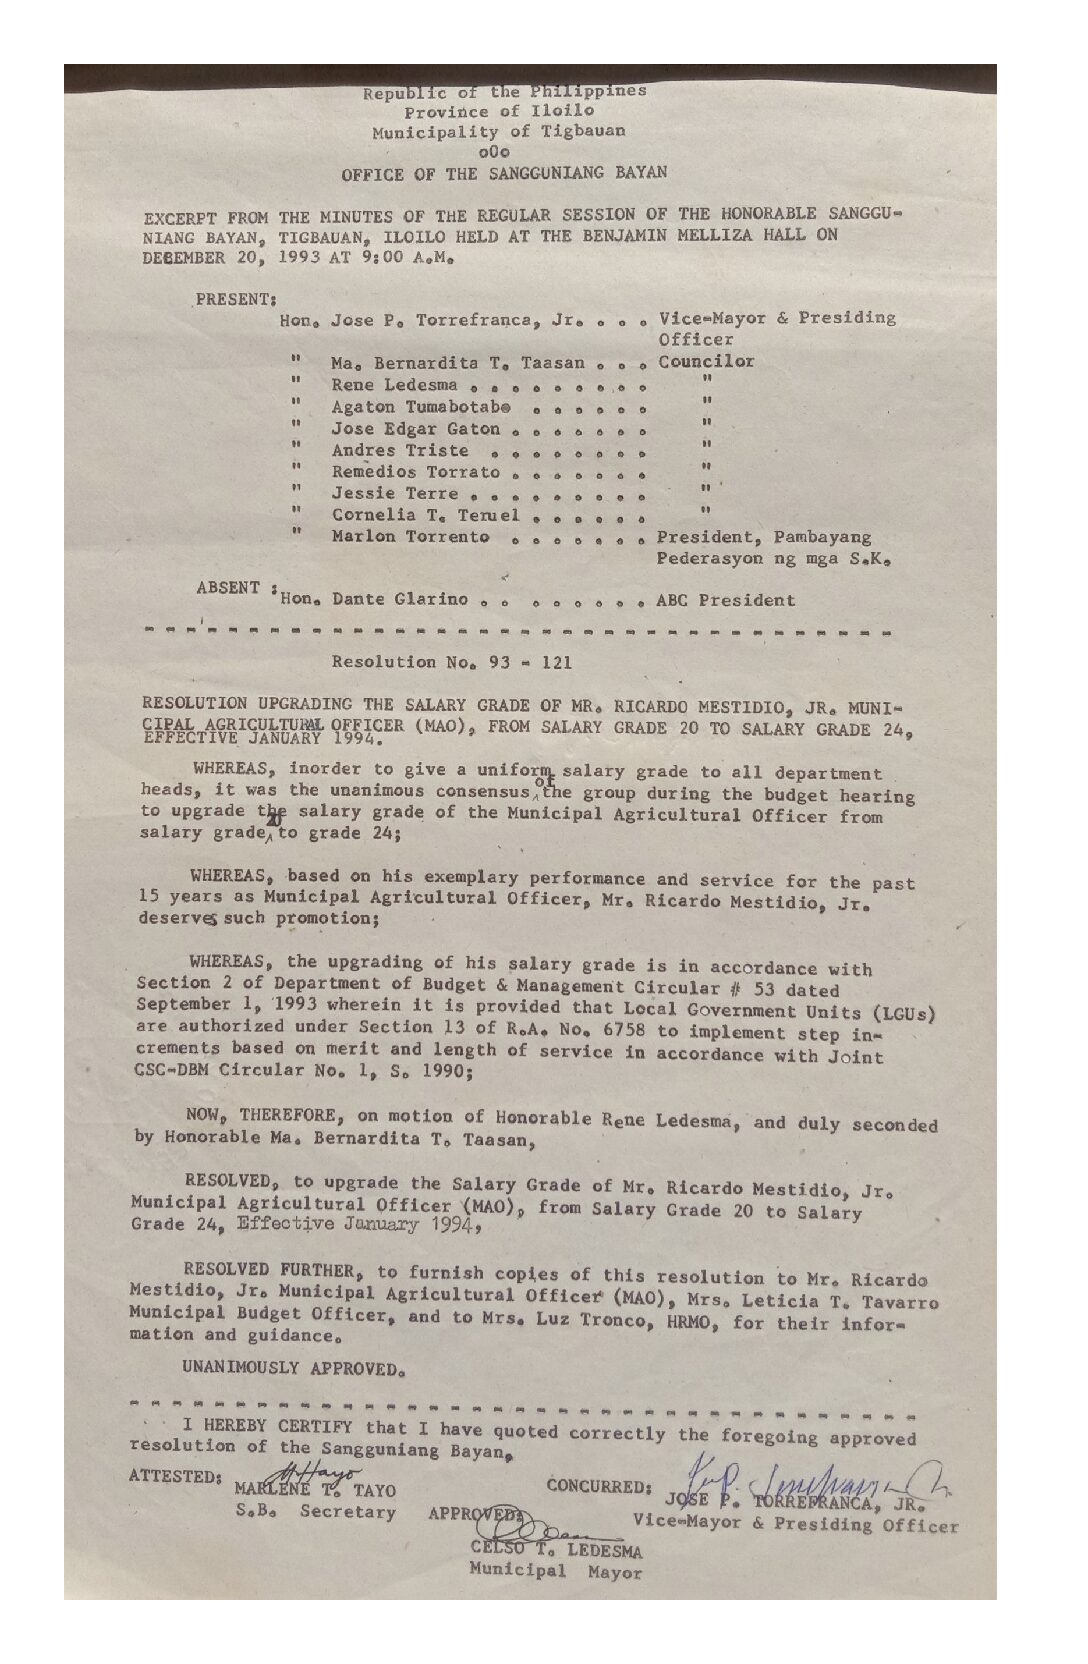 Republic of the Philippines
Province of Iloilo
Municipality of Tigbauan
oOo
OFFICE OF THE SANGGUNIANG BAYAN
EXCERPT FROM THE MINUTES OF THE REGULAR SESSION OF THE HONORABLE SANGGU-
NIANG BAYAN, TIGBAUAN, ILOILO HELD AT THE BENJAMIN MELLIZA HALL ON
DECEMBER 20, 1993 AT 9:00 A.M.
PRESENT:
Hon. Jose P. Torrefranca, Jr. . . . Vice-Mayor & Presiding
Officer
" Ma. Bernardita T. Taasan . . . Councilor
" Rene Ledesma . . . . . . . . . "
" Agaton Tumabotabo . . . . . . "
" Jose Edgar Gaton . . . . . . . "
" Andres Triste . . . . . . . . "
" Remedios Torrato . . . . . . . "
" Jessie Terre . . . . . . . . . "
" Cornelia T. Teruel . . . . . . "
" Marlon Torrento . . . . . . . President, Pambayang
Pederasyon ng mga S.K.
ABSENT :
Hon. Dante Glarino . . . . . . . . ABC President
- - - - - - - - - - - - - - - - - - - - - - - - - - - - - - - - - - - -
Resolution No. 93 - 121
RESOLUTION UPGRADING THE SALARY GRADE OF MR. RICARDO MESTIDIO, JR. MUNI-
CIPAL AGRICULTURAL OFFICER (MAO), FROM SALARY GRADE 20 TO SALARY GRADE 24,
EFFECTIVE JANUARY 1994.
WHEREAS, inorder to give a uniform salary grade to all department
heads, it was the unanimous consensus of the group during the budget hearing
to upgrade the salary grade of the Municipal Agricultural Officer from
salary grade 20 to grade 24;
WHEREAS, based on his exemplary performance and service for the past
15 years as Municipal Agricultural Officer, Mr. Ricardo Mestidio, Jr.
deserves such promotion;
WHEREAS, the upgrading of his salary grade is in accordance with
Section 2 of Department of Budget & Management Circular # 53 dated
September 1, 1993 wherein it is provided that Local Government Units (LGUs)
are authorized under Section 13 of R.A. No. 6758 to implement step in-
crements based on merit and length of service in accordance with Joint
CSC-DBM Circular No. 1, S. 1990;
NOW, THEREFORE, on motion of Honorable Rene Ledesma, and duly seconded
by Honorable Ma. Bernardita T. Taasan,
RESOLVED, to upgrade the Salary Grade of Mr. Ricardo Mestidio, Jr.
Municipal Agricultural Officer (MAO), from Salary Grade 20 to Salary
Grade 24, Effective January 1994,
RESOLVED FURTHER, to furnish copies of this resolution to Mr. Ricardo
Mestidio, Jr. Municipal Agricultural Officer (MAO), Mrs. Leticia T. Tavarro
Municipal Budget Officer, and to Mrs. Luz Tronco, HRMO, for their infor-
mation and guidance.
UNANIMOUSLY APPROVED.
- - - - - - - - - - - - - - - - - - - - - - - - - - - - - - - - - - - - - -
I HEREBY CERTIFY that I have quoted correctly the foregoing approved
resolution of the Sangguniang Bayan,
ATTESTED:
MARLENE T. TAYO
S.B. Secretary
CONCURRED:
JOSE P. TORREFRANCA, JR.
Vice-Mayor & Presiding Officer
APPROVED:
CELSO T. LEDESMA
Municipal Mayor